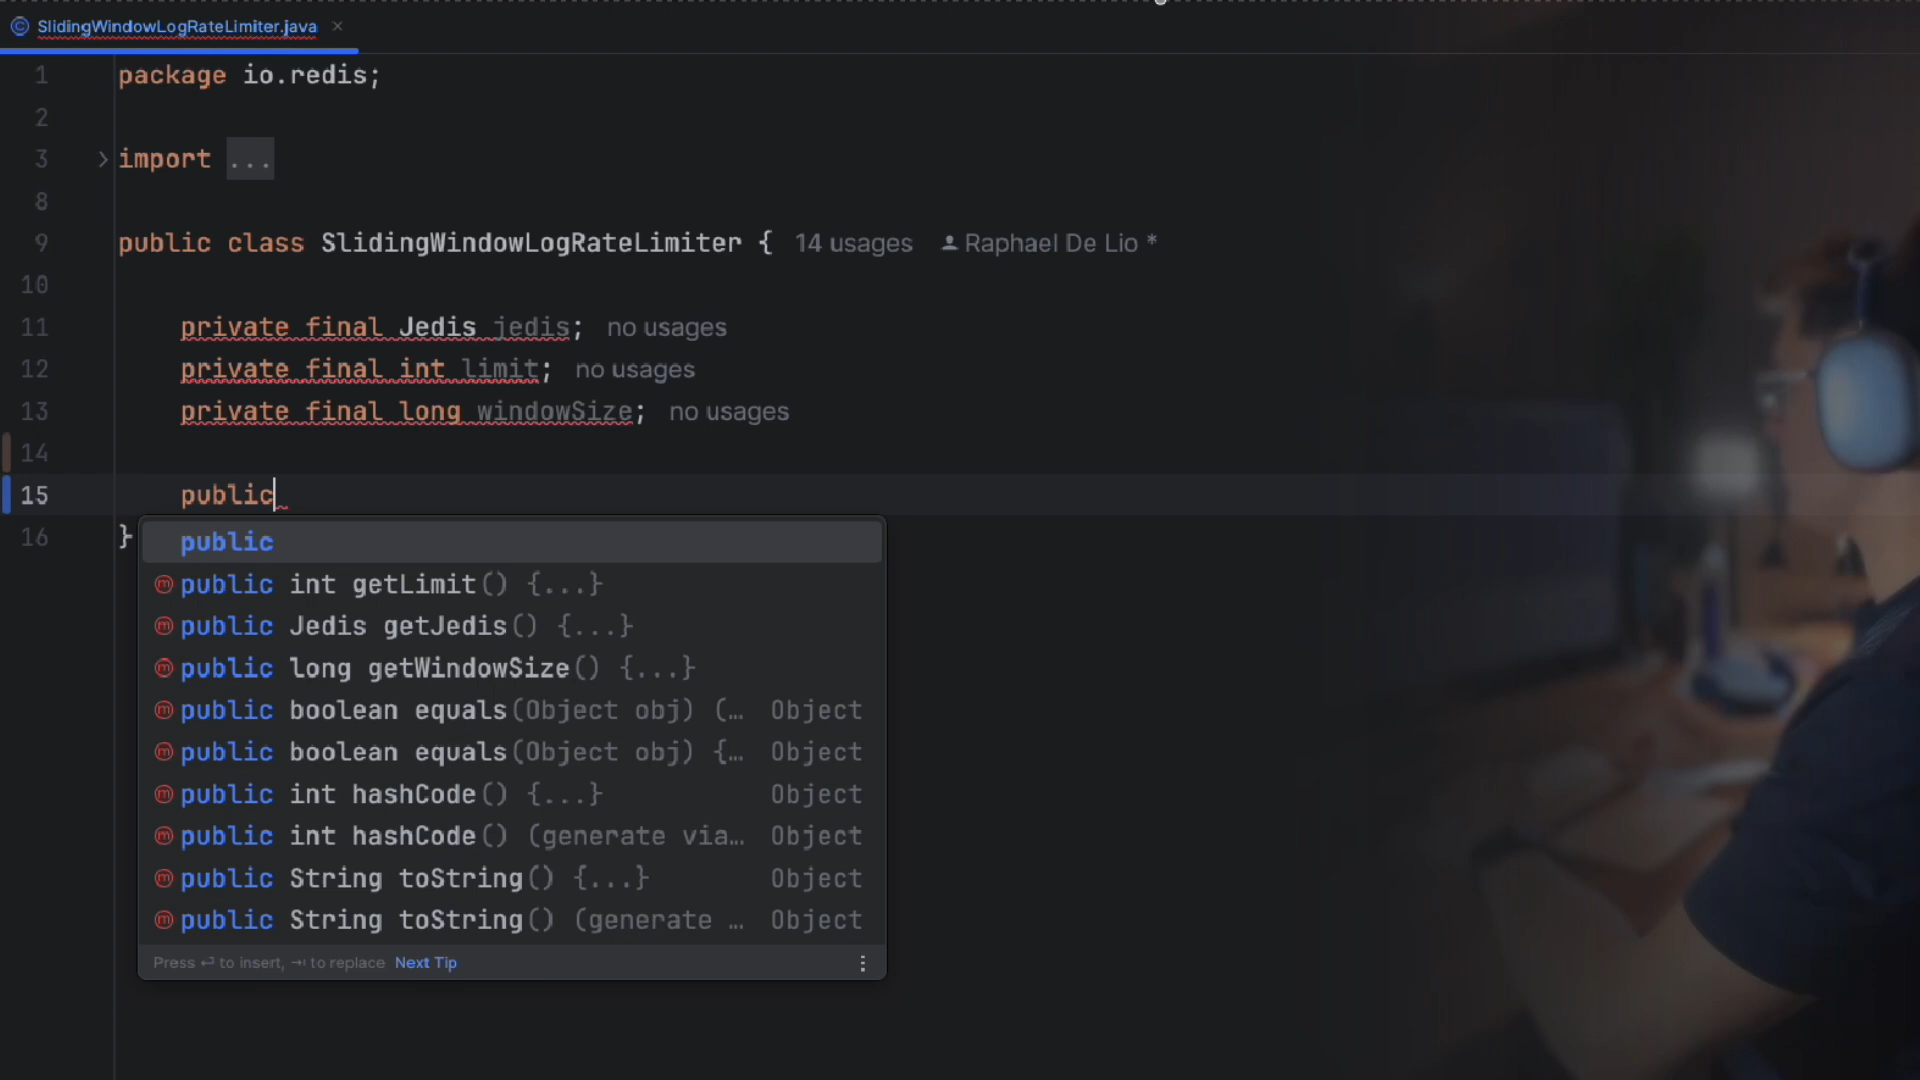 SlidingWindowLogRateLimiter.java
1 package io.redis;
2
3 import ...
8
9 public class SlidingWindowLogRateLimiter { 14 usages Raphael De Lio *
10
11 private final Jedis jedis; no usages
12 private final int limit; no usages
13 private final long windowSize; no usages
14
15 public
16 }
public
public int getLimit() {...}
public Jedis getJedis() {...}
public long getWindowSize() {...}
public boolean equals(Object obj) (… Object
public boolean equals(Object obj) {… Object
public int hashCode() {...} Object
public int hashCode() (generate via… Object
public String toString() {...} Object
public String toString() (generate … Object
Press ↵ to insert, ⇥ to replace Next Tip